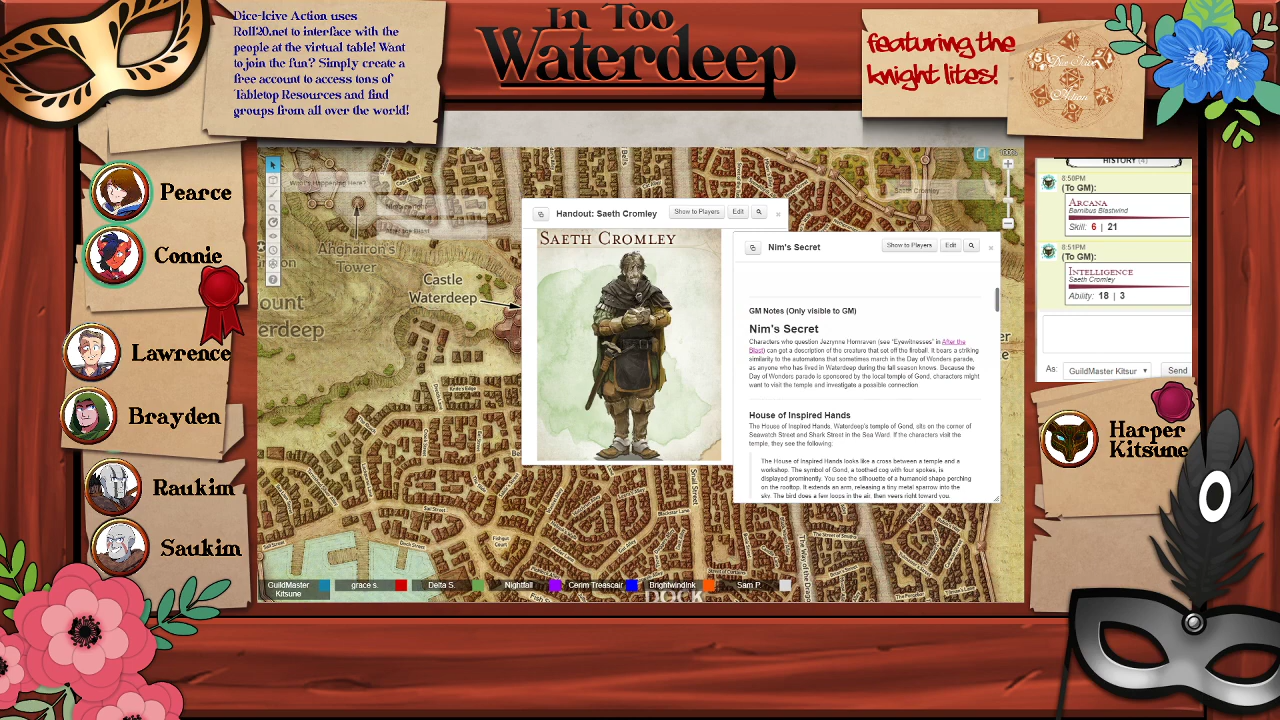 Dice-Icive Action uses
Roll20.net to interface with the
people at the virtual table! Want
to join the fun? Simply create a
free account to access tons of
Tabletop Resources and find
groups from all over the world!
In Too
Waterdeep
featuring the
knight lites!
Pearce
Connie
Lawrence
Brayden
Raukim
Saukim
What's Happening Here?
Saeth Cromley
Ahghairon's
Tower
Castle
Waterdeep
ount
erdeep
Handout: Saeth Cromley
Show to Players
Edit
SAETH CROMLEY
Nim's Secret
Show to Players
Edit
GM Notes (Only visible to GM)
Nim's Secret
Characters who question Jezrynne Hornraven (see "Eyewitnesses" in After the
Blast) can get a description of the creature that set off the fireball. It bears a striking
similarity to the automatons that sometimes march in the Day of Wonders parade,
as anyone who has lived in Waterdeep during the fall season knows. Because the
Day of Wonders parade is sponsored by the local temple of Gond, characters might
want to visit the temple and investigate a possible connection
House of Inspired Hands
The House of Inspired Hands, Waterdeep's temple of Gond, sits on the corner of
Seawatch Street and Shark Street in the Sea Ward. If the characters visit the
temple, they see the following:
The House of Inspired Hands looks like a cross between a temple and a
workshop. The symbol of Gond, a toothed cog with four spokes, is
displayed prominently. You see the silhouette of a humanoid shape perching
on the rooftop. It extends an arm, releasing a tiny metal sparrow into the
sky. The bird does a few loops in the air, then veers right toward you.
Sail Street
Fishgut
Court
DOCK
GuildMaster
Kitsune
grace s.
Delta S.
Nightfall
Cerim Treascair
BrightwindInk
Sam P.
HISTORY (4)
8:50PM
(To GM):
ARCANA
Barnibus Blastwind
Skill: 6 | 21
8:51PM
(To GM):
INTELLIGENCE
Saeth Cromley
Ability: 18 | 3
As:
GuildMaster Kitsur
Send
Harper
Kitsune